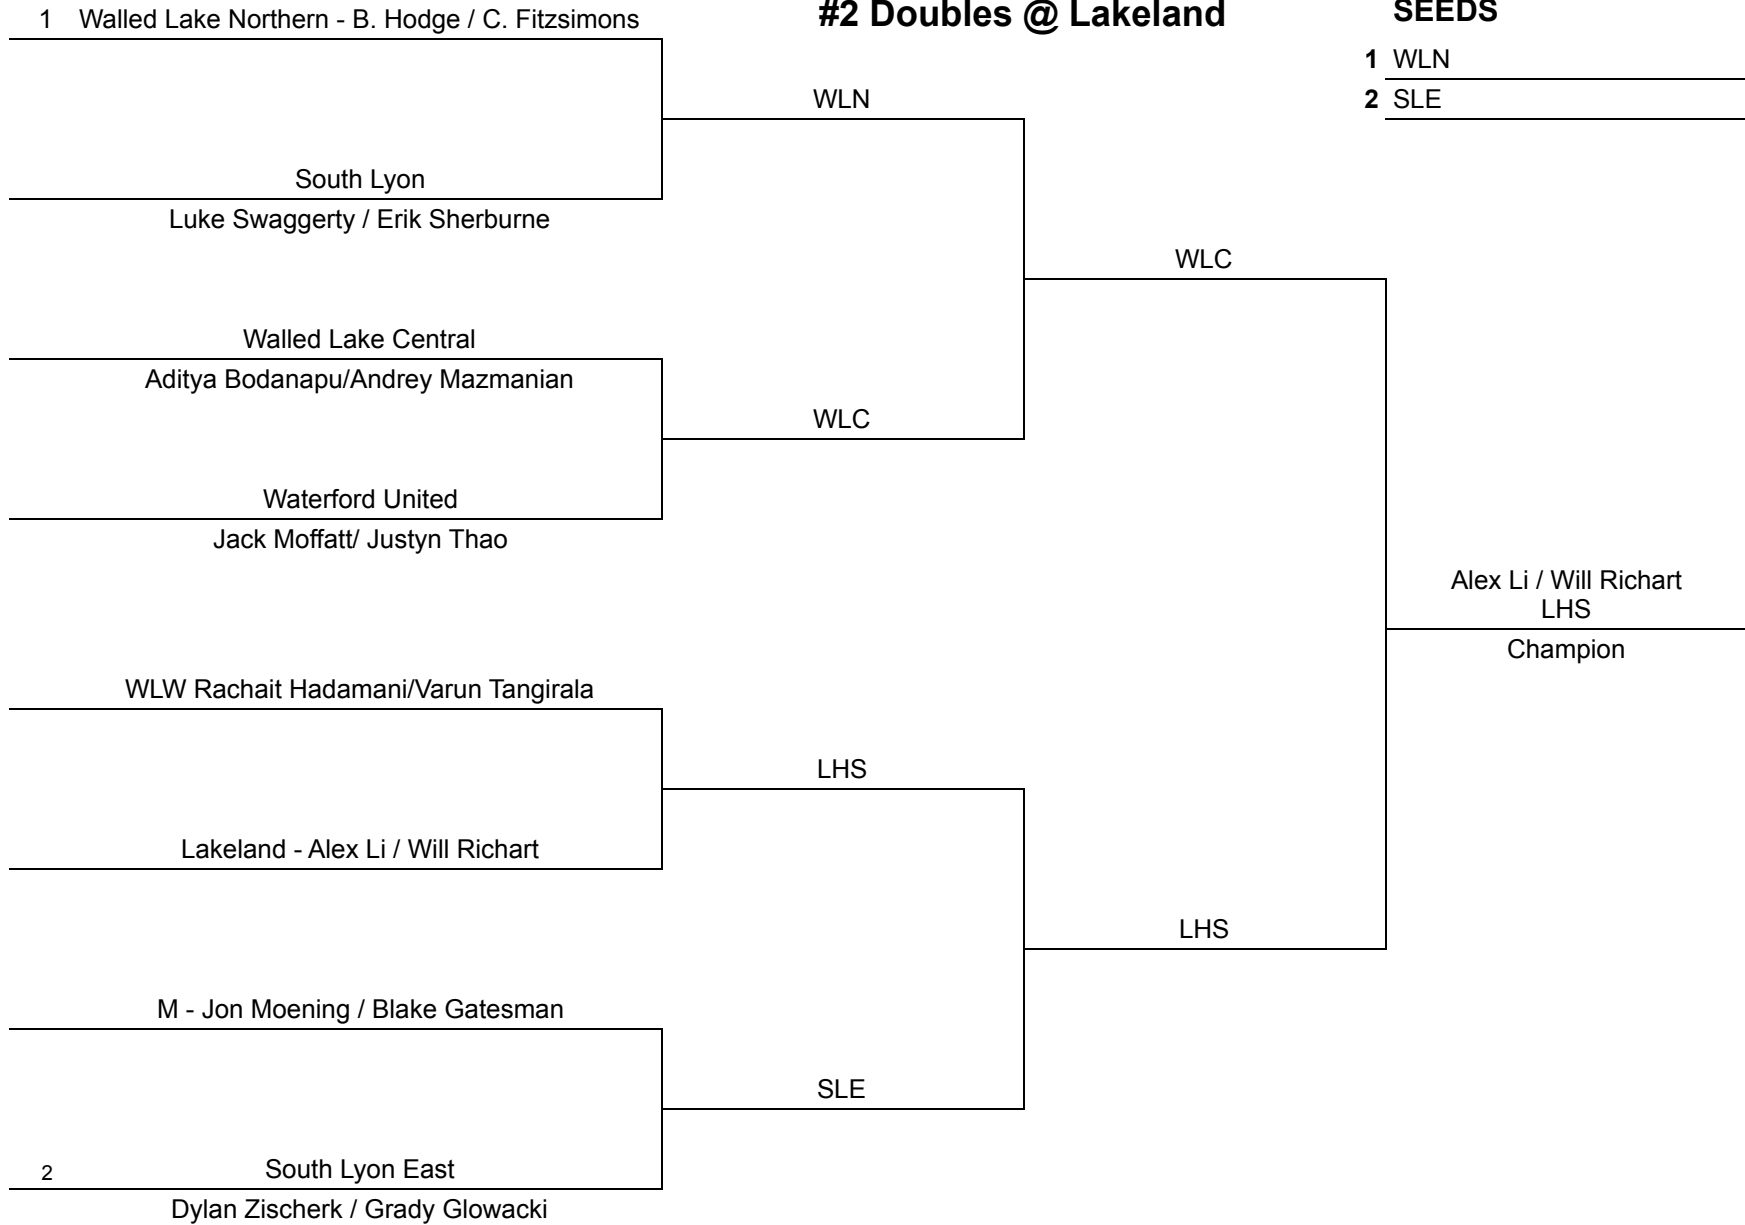 #2 Doubles @ Lakeland
SEEDS
1 WLN
2 SLE
1 Walled Lake Northern - B. Hodge / C. Fitzsimons
WLN
South Lyon
Luke Swaggerty / Erik Sherburne
WLC
Walled Lake Central
Aditya Bodanapu/Andrey Mazmanian
WLC
Waterford United
Jack Moffatt/ Justyn Thao
Alex Li / Will Richart
LHS
Champion
WLW Rachait Hadamani/Varun Tangirala
LHS
Lakeland - Alex Li / Will Richart
LHS
M - Jon Moening / Blake Gatesman
SLE
2 South Lyon East
Dylan Zischerk / Grady Glowacki